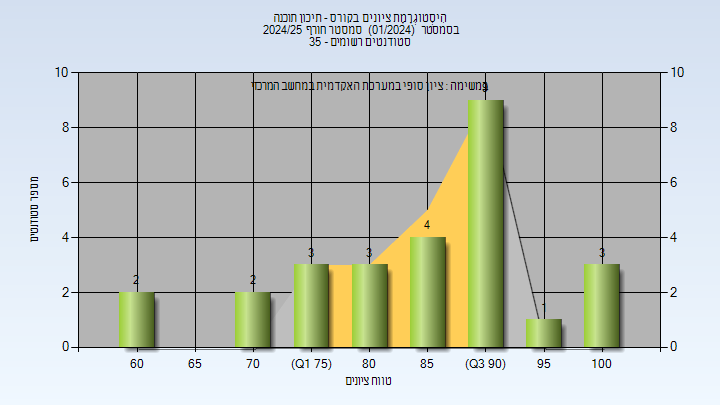 היסטוגרמת ציונים בקורס - תיכון תוכנה
בסמסטר (01/2024) סמסטר חורף 2024/25
סטודנטים רשומים - 35
משימה : ציון סופי במערכת האקדמית במחשב המרכזי
מספר סטודנטים
10 8 6 4 2 0
10 8 6 4 2 0
2 2 3 3 4 9 1 3
60 65 70 (Q1 75) 80 85 (Q3 90) 95 100
טווח ציונים